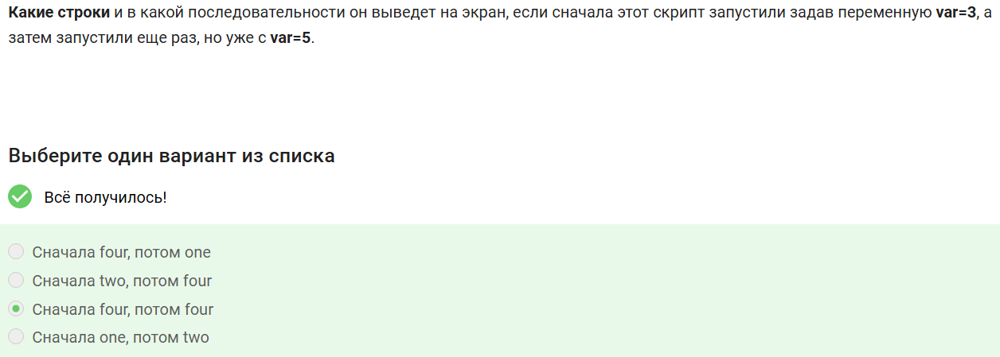 Какие строки и в какой последовательности он выведет на экран, если сначала этот скрипт запустили задав переменную var=3, а
затем запустили еще раз, но уже с var=5.
Выберите один вариант из списка
Всё получилось!
Сначала four, потом one
Сначала two, потом four
Сначала four, потом four
Сначала one, потом two